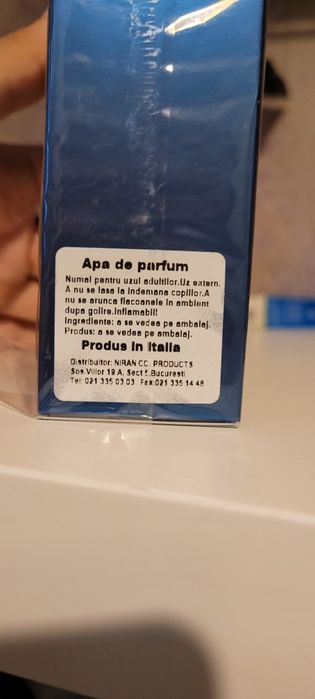 Apa de parfum
Numai pentru uzul adultilor.Uz extern.
A nu se lasa la indemana copiilor.A
nu se arunca flacoanele in ambient
dupa golire.Inflamabil!
Ingrediente: a se vedea pe ambalaj.
Produs: a se vedea pe ambalaj.
Produs in Italia
Distribuitor: NIRAN CC. PRODUCTS
Sos.Viilor 19 A, Sect 5,Bucuresti
Tel: 021 335 03 03 Fax:021 335 14 48